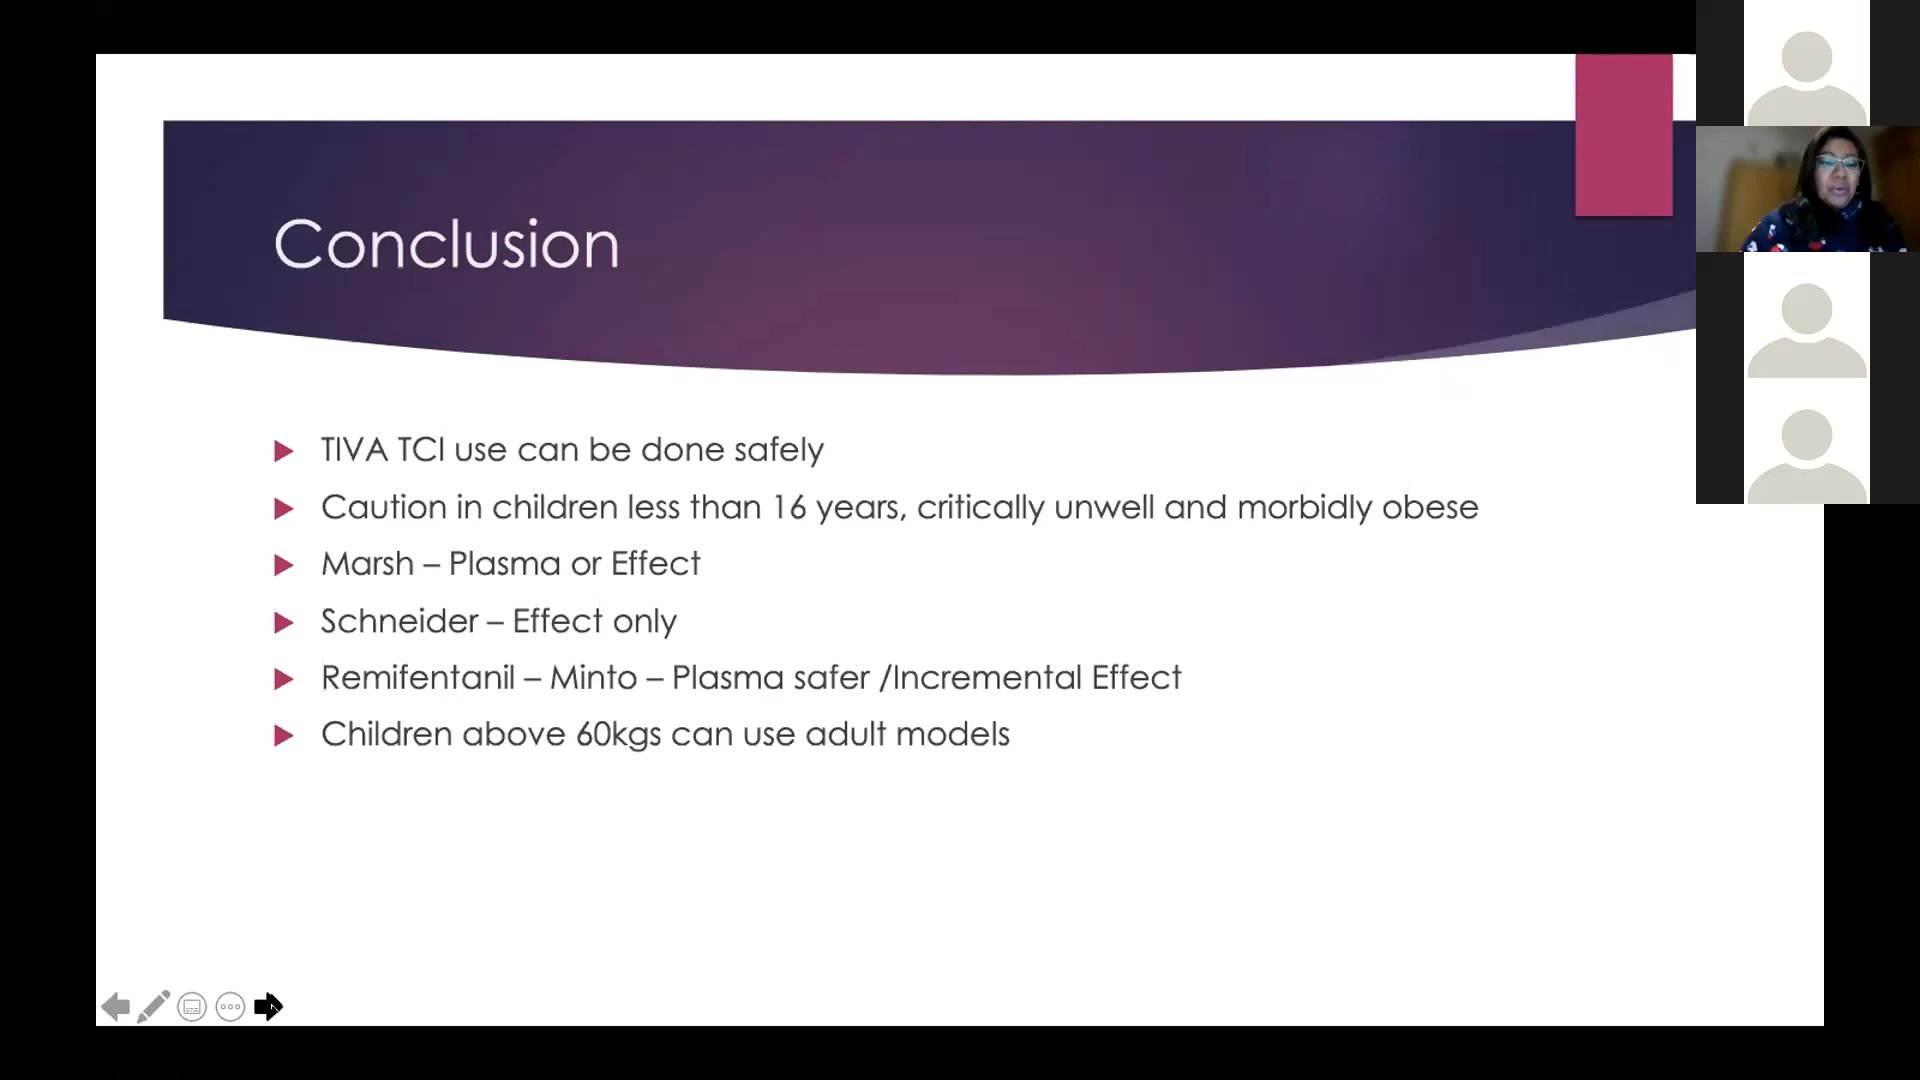 Conclusion
TIVA TCI use can be done safely
Caution in children less than 16 years, critically unwell and morbidly obese
Marsh – Plasma or Effect
Schneider – Effect only
Remifentanil – Minto – Plasma safer /Incremental Effect
Children above 60kgs can use adult models